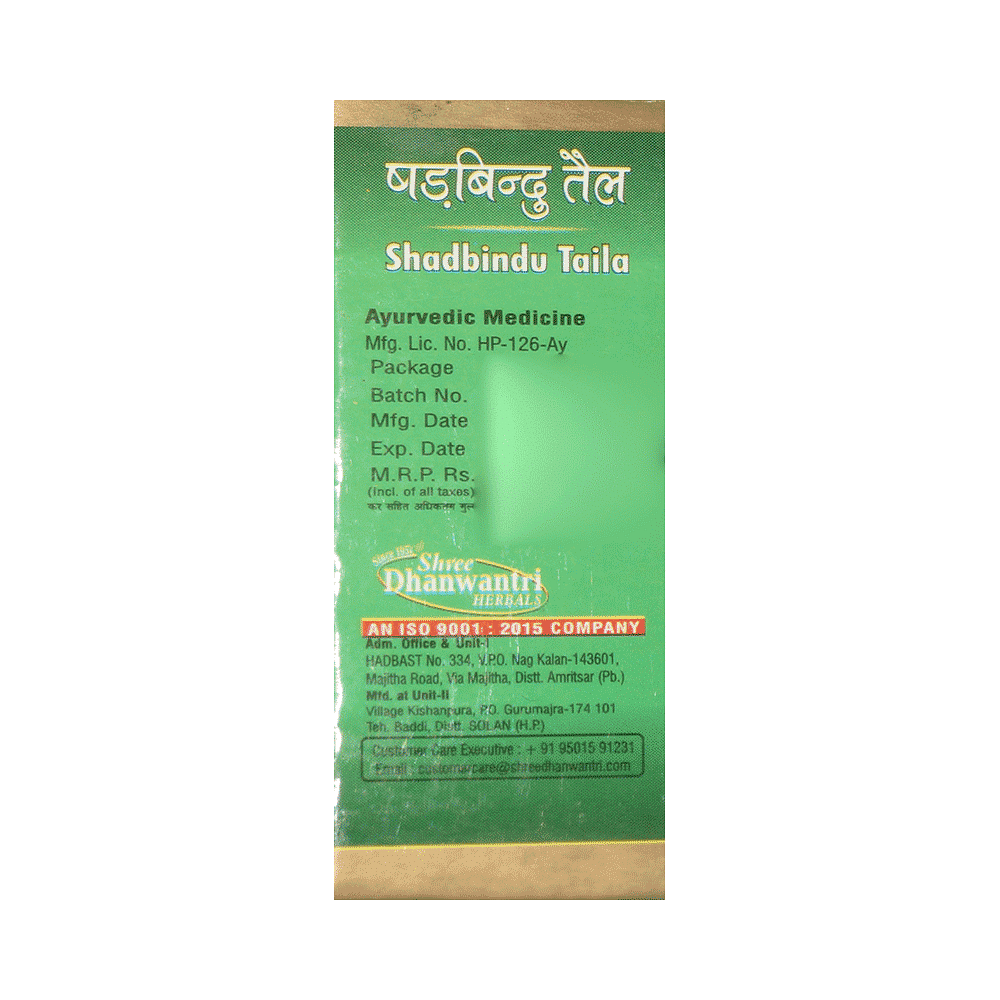 षड़बिन्दु तैल
Shadbindu Taila
Ayurvedic Medicine
Mfg. Lic. No. HP-126-Ay
Package
Batch No.
Mfg. Date
Exp. Date
M.R.P. Rs.
(incl. of all taxes)
कर सहित अधिकतम मुल्
Since 1952
Shree
Dhanwantri
HERBALS
AN ISO 9001 : 2015 COMPANY
Adm. Office & Unit-I
HADBAST No. 334, V.P.O. Nag Kalan-143601,
Majitha Road, Via Majitha, Distt. Amritsar (Pb.)
Mfd. at Unit-II
Village Kishanpura, P.O. Gurumajra-174 101
Teh. Baddi, Distt. SOLAN (H.P.)
Customer Care Executive : + 91 95015 91231
Email : customercare@shreedhanwantri.com